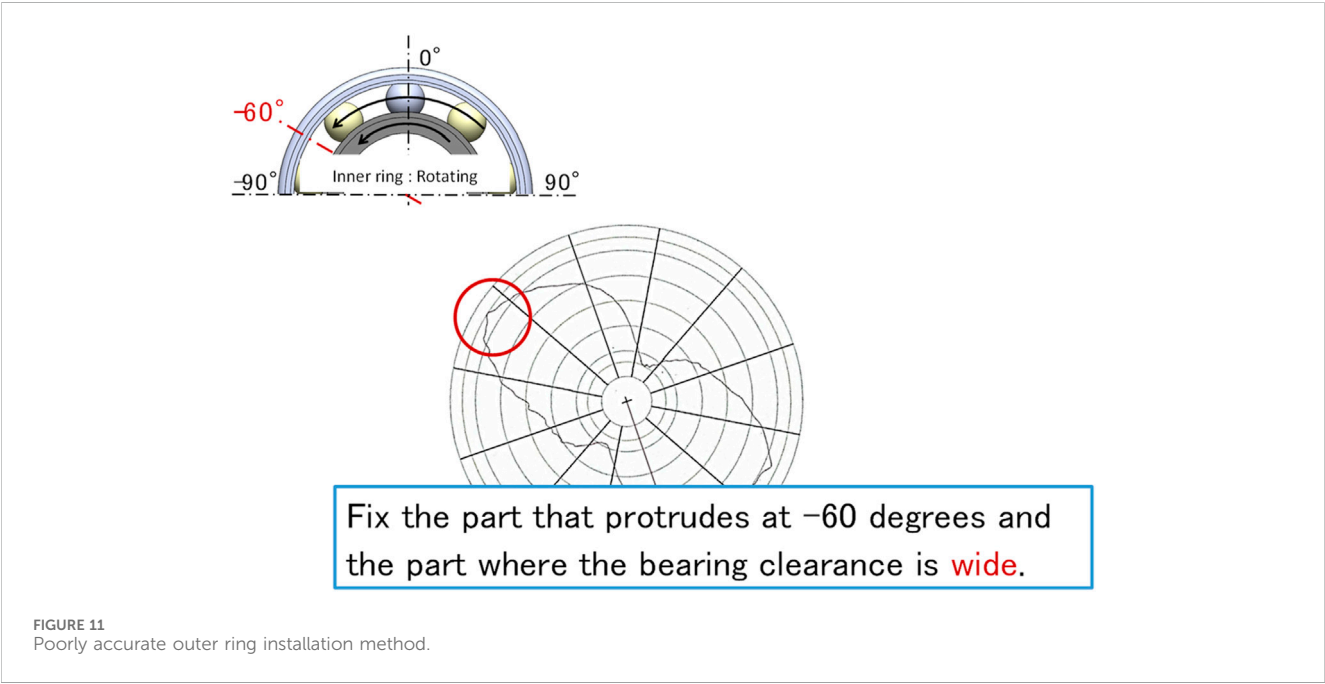 0°
-60°
-90°
Inner ring : Rotating
90°
Fix the part that protrudes at -60 degrees and
the part where the bearing clearance is wide.
FIGURE 11
Poorly accurate outer ring installation method.